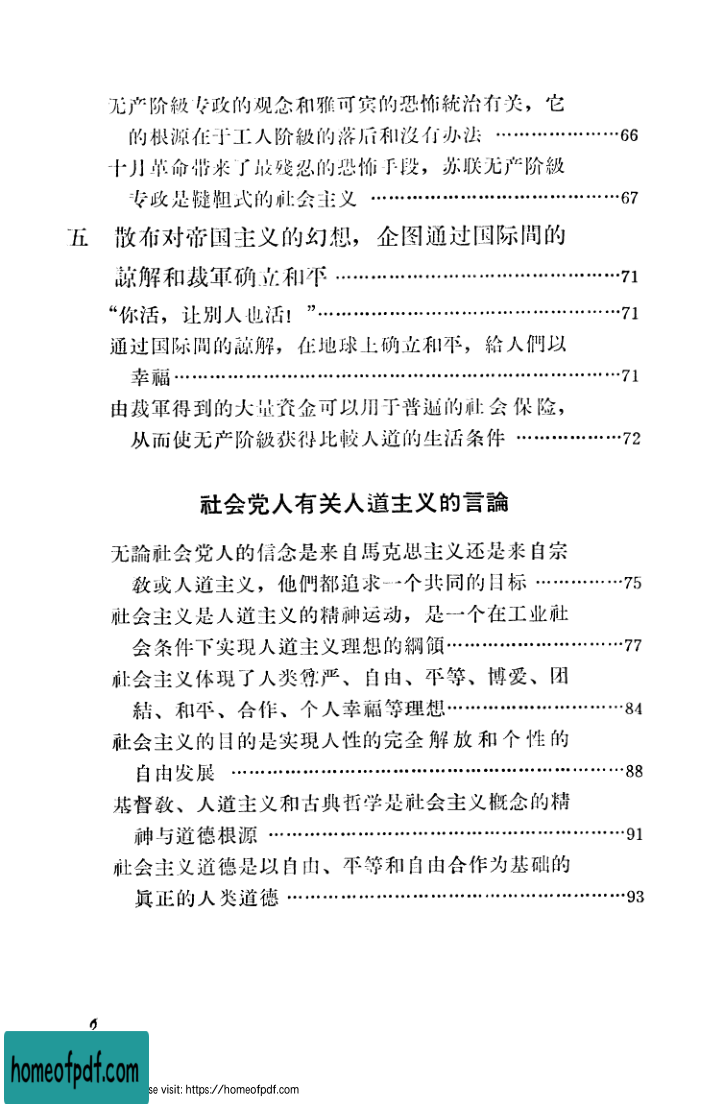 无产阶級专政的观念和雅可宾的恐怖統治有关，它
的根源在于工人阶級的落后和沒有办法 …………………66
十月革命带来了最殘忍的恐怖手段，苏联无产阶級
专政是韃靼式的社会主义 ……………………………………67
五 散布对帝国主义的幻想，企图通过国际間的
諒解和裁軍确立和平 …………………………………………71
“你活，让别人也活！”……………………………………………71
通过国际間的諒解，在地球上确立和平，給人們以
幸福…………………………………………………………………71
由裁軍得到的大量資金可以用于普遍的社会保险，
从而使无产阶級获得比較人道的生活条件 ………………72
社会党人有关人道主义的言論
无論社会党人的信念是来自馬克思主义还是来自宗
教或人道主义，他們都追求一个共同的目标 ……………75
社会主义是人道主义的精神运动，是一个在工业社
会条件下实現人道主义理想的綱領…………………………77
社会主义体現了人类尊严、自由、平等、博爱、团
結、和平、合作、个人幸福等理想…………………………84
社会主义的目的是实現人性的完全解放和个性的
自由发展 …………………………………………………………88
基督教、人道主义和古典哲学是社会主义概念的精
神与道德根源 ……………………………………………………91
社会主义道德是以自由、平等和自由合作为基础的
眞正的人类道德 …………………………………………………93
homeofpdf.com
se visit: https://homeofpdf.com